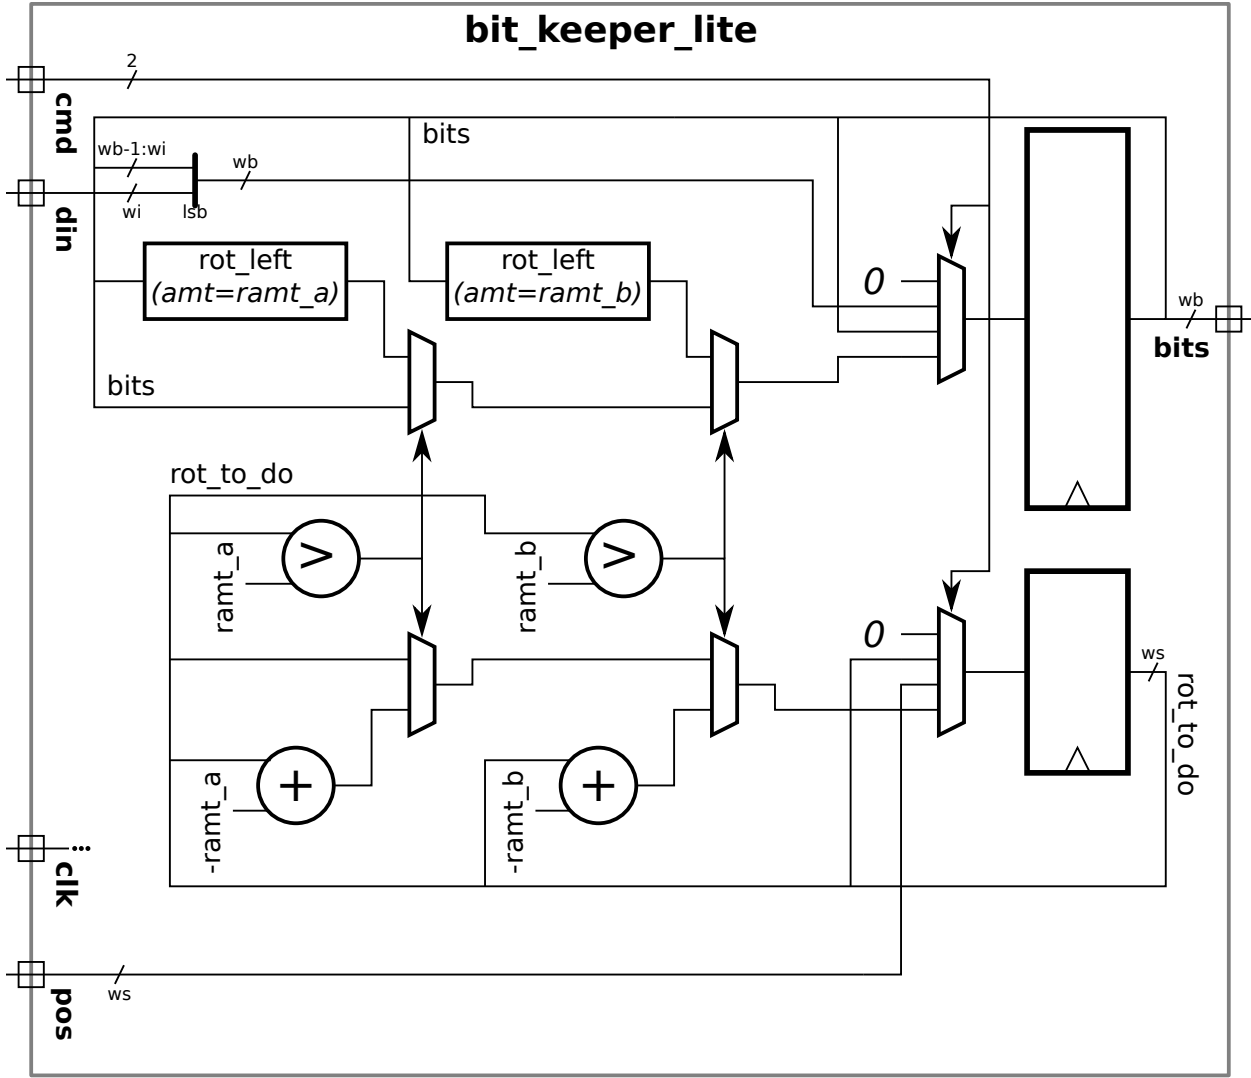 bit_keeper_lite
2
cmd
bits
wb-1:wi
wb
din
wi
lsb
rot_left
(amt=ramt_a)
rot_left
(amt=ramt_b)
0
wb
bits
bits
rot_to_do
ramt_a
>
ramt_b
>
0
ws
rot_to_do
-ramt_a
+
-ramt_b
+
clk
pos
ws